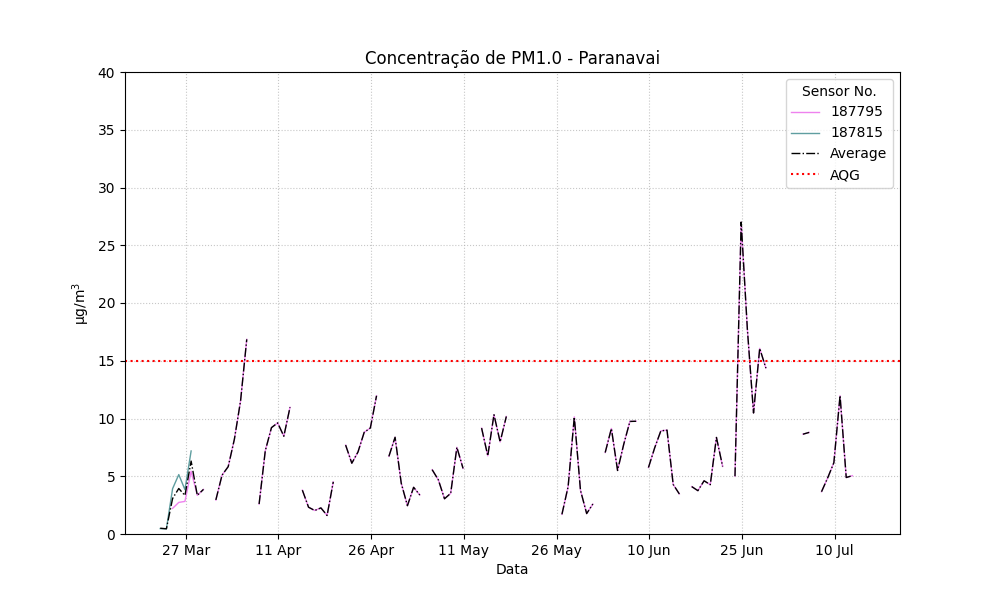 Concentração de PM1.0 - Paranavai
40
35
30
25
20
15
10
5
0
μg/m³
Sensor No.
187795
187815
Average
AQG
27 Mar
11 Apr
26 Apr
11 May
26 May
10 Jun
25 Jun
10 Jul
Data